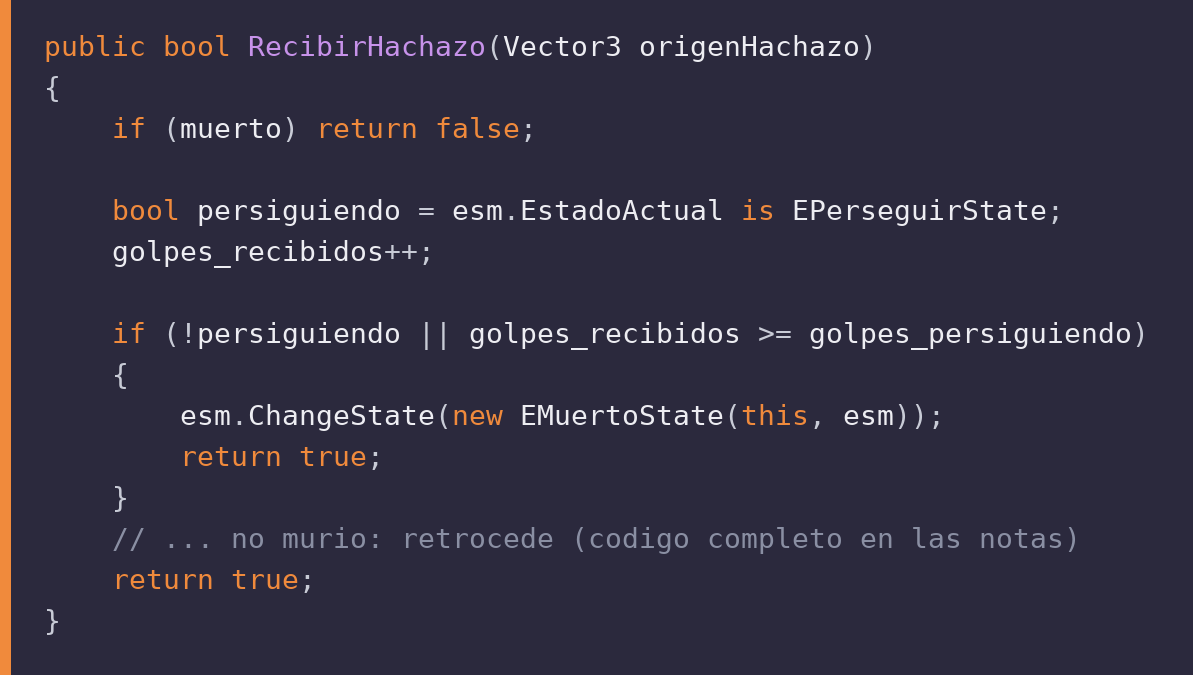 public bool RecibirHachazo(Vector3 origenHachazo)
{
    if (muerto) return false;

    bool persiguiendo = esm.EstadoActual is EPerseguirState;
    golpes_recibidos++;

    if (!persiguiendo || golpes_recibidos >= golpes_persiguiendo)
    {
        esm.ChangeState(new EMuertoState(this, esm));
        return true;
    }
    // ... no murio: retrocede (codigo completo en las notas)
    return true;
}